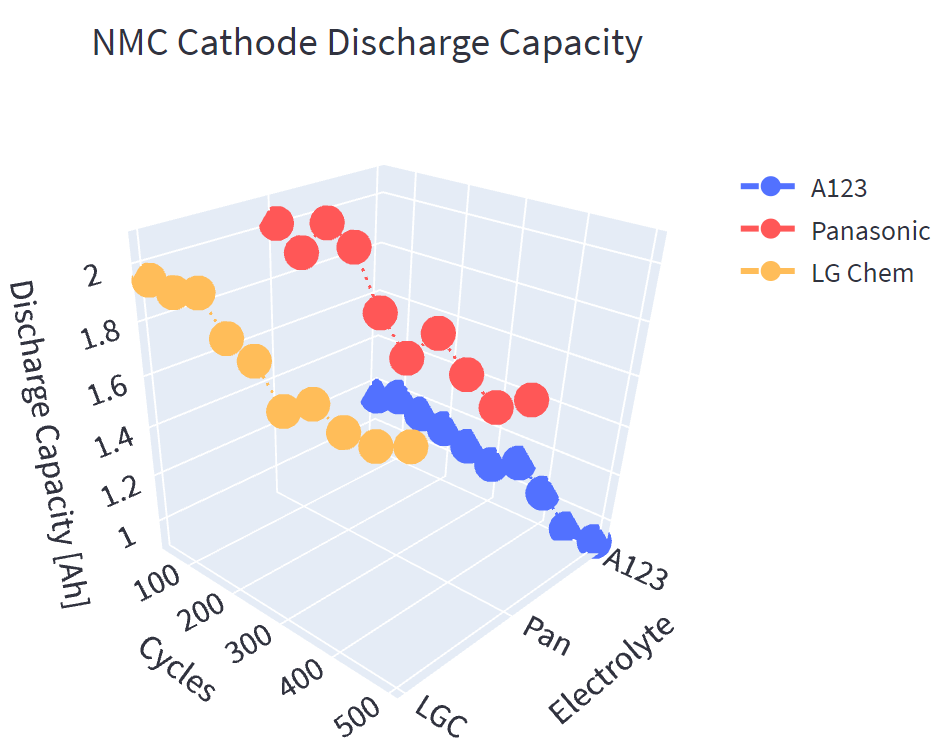 NMC Cathode Discharge Capacity
A123
Panasonic
LG Chem
2
1.8
1.6
1.4
1.2
1
Discharge Capacity [Ah]
100
200
300
400
500
Cycles
A123
Pan
LGC
Electrolyte